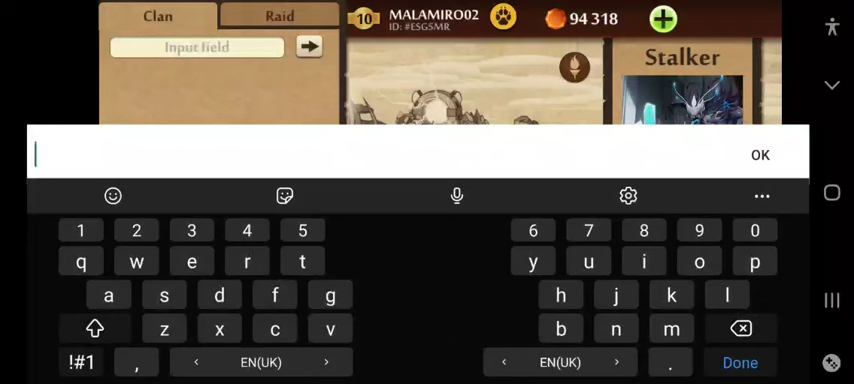 Clan
Raid
10
MALAMIRO02
ID: #ESG5MR
94 318
Input field
Stalker
OK
1 2 3 4 5 6 7 8 9 0
q w e r t y u i o p
a s d f g h j k l
z x c v b n m
!#1 , < EN(UK) > < EN(UK) > . Done